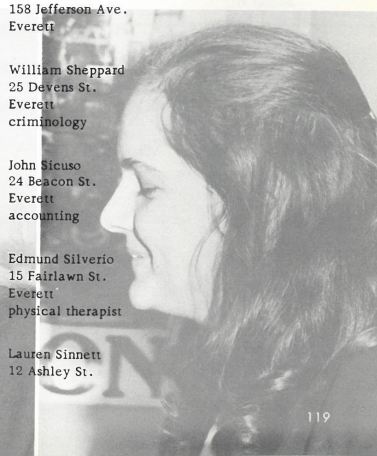 158 Jefferson Ave.
Everett
William Sheppard
25 Devens St.
Everett
criminology
John Sicuso
24 Beacon St.
Everett
accounting
Edmund Silverio
15 Fairlawn St.
Everett
physical therapist
Lauren Sinnett
12 Ashley St.
ON
119